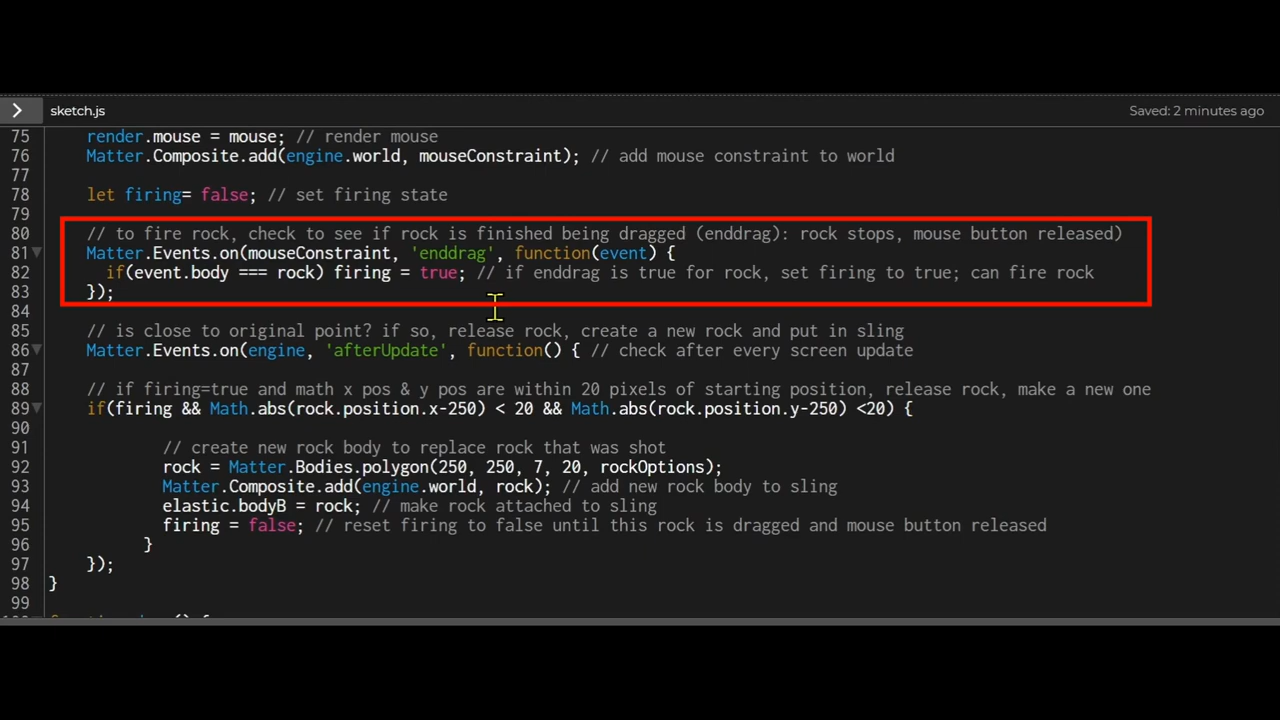 sketch.js
Saved: 2 minutes ago
75 render.mouse = mouse; // render mouse
76 Matter.Composite.add(engine.world, mouseConstraint); // add mouse constraint to world
77
78 let firing= false; // set firing state
79
80 // to fire rock, check to see if rock is finished being dragged (enddrag): rock stops, mouse button released)
81 Matter.Events.on(mouseConstraint, 'enddrag', function(event) {
82 if(event.body === rock) firing = true; // if enddrag is true for rock, set firing to true; can fire rock
83 });
84
85 // is close to original point? if so, release rock, create a new rock and put in sling
86 Matter.Events.on(engine, 'afterUpdate', function() { // check after every screen update
87
88 // if firing=true and math x pos & y pos are within 20 pixels of starting position, release rock, make a new one
89 if(firing && Math.abs(rock.position.x-250) < 20 && Math.abs(rock.position.y-250) <20) {
90
91 // create new rock body to replace rock that was shot
92 rock = Matter.Bodies.polygon(250, 250, 7, 20, rockOptions);
93 Matter.Composite.add(engine.world, rock); // add new rock body to sling
94 elastic.bodyB = rock; // make rock attached to sling
95 firing = false; // reset firing to false until this rock is dragged and mouse button released
96 }
97 });
98 }
99